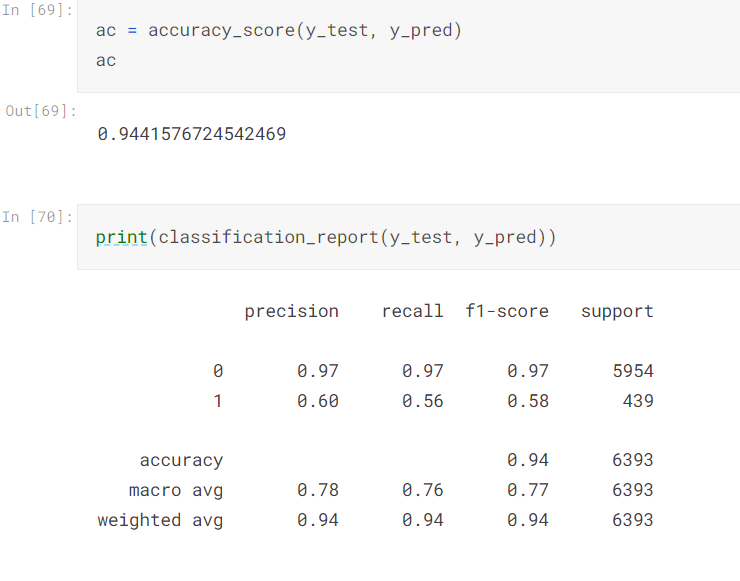 In [69]:
ac = accuracy_score(y_test, y_pred)
ac
Out[69]:
0.9441576724542469
In [70]:
print(classification_report(y_test, y_pred))
precision recall f1-score support
0 0.97 0.97 0.97 5954
1 0.60 0.56 0.58 439
accuracy 0.94 6393
macro avg 0.78 0.76 0.77 6393
weighted avg 0.94 0.94 0.94 6393